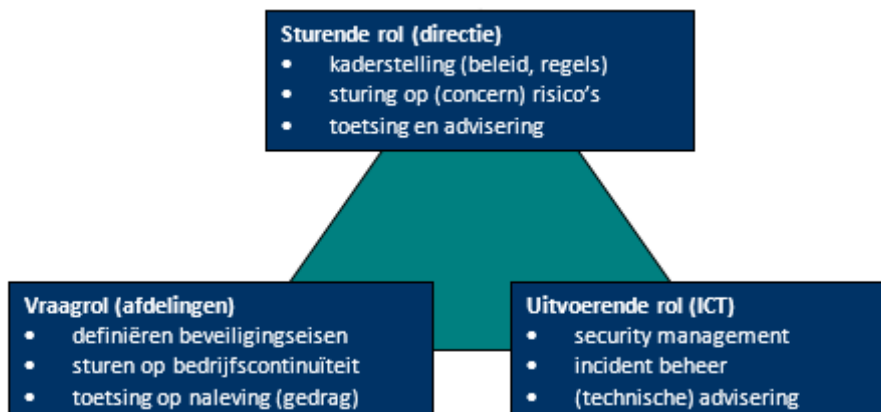 Sturende rol (directie)
• kaderstelling (beleid, regels)
• sturing op (concern) risico's
• toetsing en advisering
Vraagrol (afdelingen)
• definiëren beveiligingseisen
• sturen op bedrijfscontinuïteit
• toetsing op naleving (gedrag)
Uitvoerende rol (ICT)
• security management
• incident beheer
• (technische) advisering